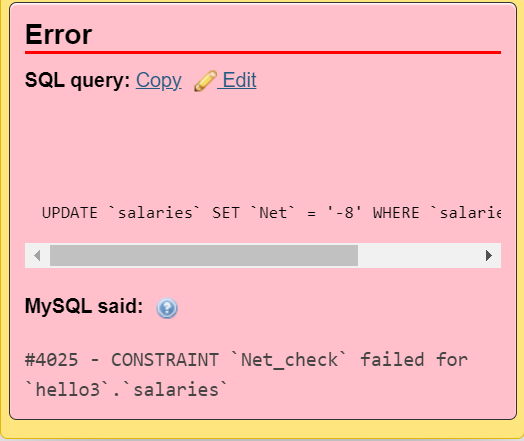 Error
SQL query: Copy Edit
UPDATE `salaries` SET `Net` = '-8' WHERE `salarie
MySQL said:
#4025 - CONSTRAINT `Net_check` failed for
`hello3`.`salaries`